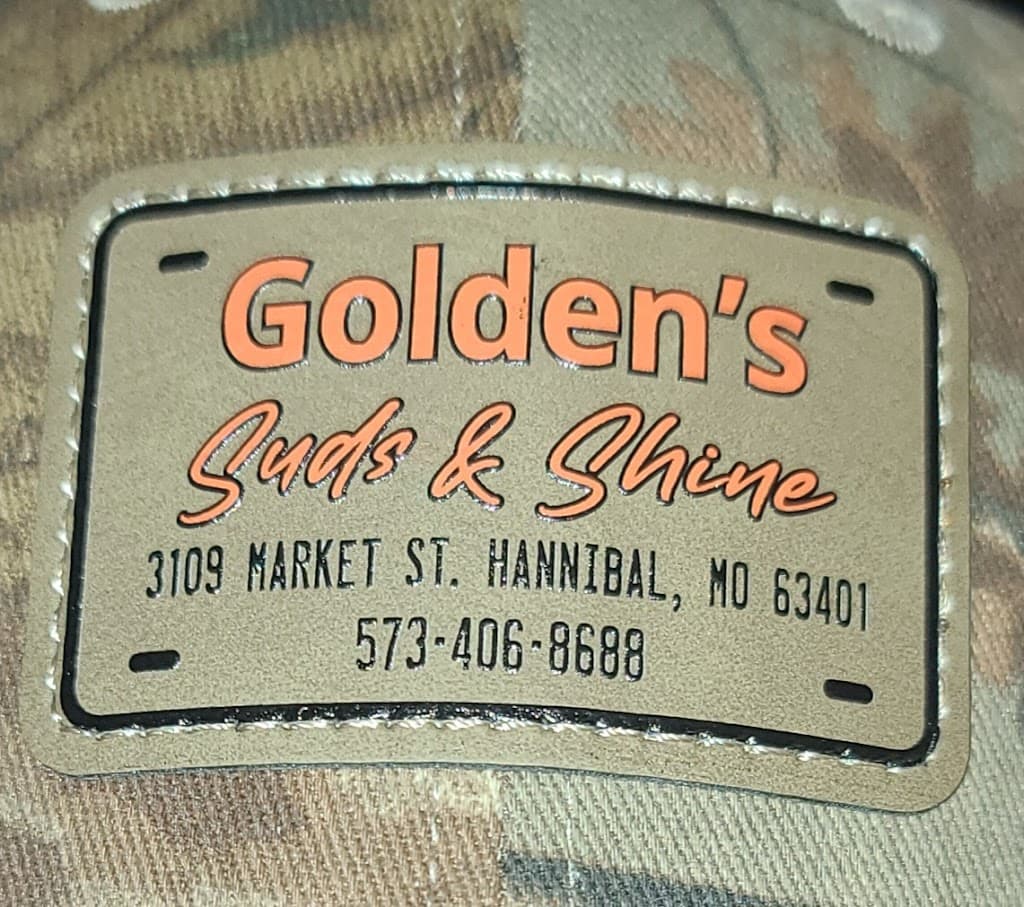 Golden's
Suds & Shine
3109 MARKET ST. HANNIBAL, MO 63401
573-406-8688